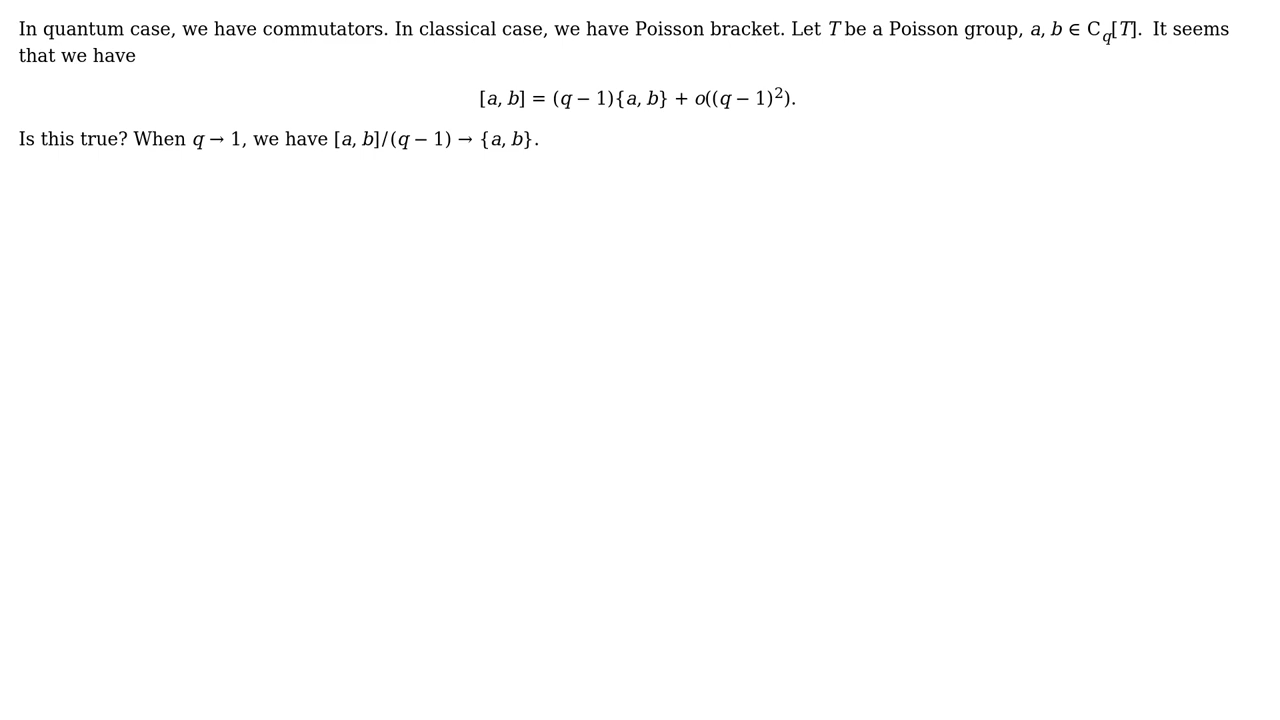 In quantum case, we have commutators. In classical case, we have Poisson bracket. Let T be a Poisson group, a, b ∈ C_q[T]. It seems
that we have
[a, b] = (q − 1){a, b} + o((q − 1)²).
Is this true? When q → 1, we have [a, b]/(q − 1) → {a, b}.